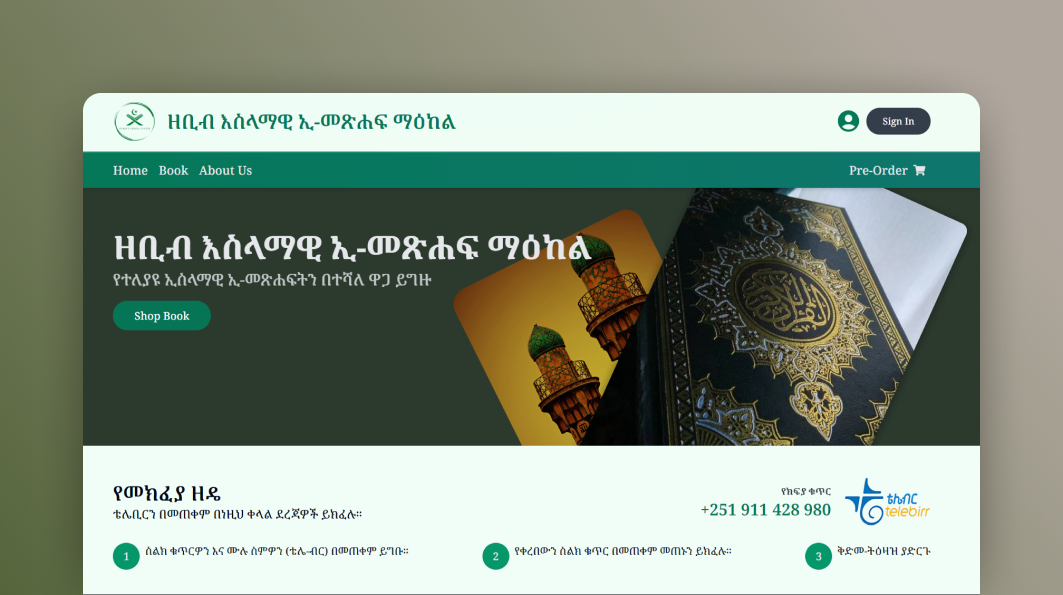 ዘቢብ እስላማዊ ኢ-መጽሐፍ ማዕከል
Sign In
Home Book About Us
Pre-Order
ዘቢብ እስላማዊ ኢ-መጽሐፍ ማዕከል
የተለያዩ ኢስላማዊ ኢ-መጽሐፍትን በተሻለ ዋጋ ይግዙ
Shop Book
የመክፈያ ዘዴ
ቴሌቢርን በመጠቀም በነዚህ ቀላል ደረጃዎች ይክፈሉ።
የክፍያ ቁጥር
+251 911 428 980
ቴሌብር
telebirr
1 ስልክ ቁጥርዎን እና ሙሉ ስምዎን (ቴሌ-ብር) በመጠቀም ይግቡ።
2 የቀረበውን ስልክ ቁጥር በመጠቀም መጠኑን ይክፈሉ።
3 ቅድመ-ትዕዛዝ ያድርጉ